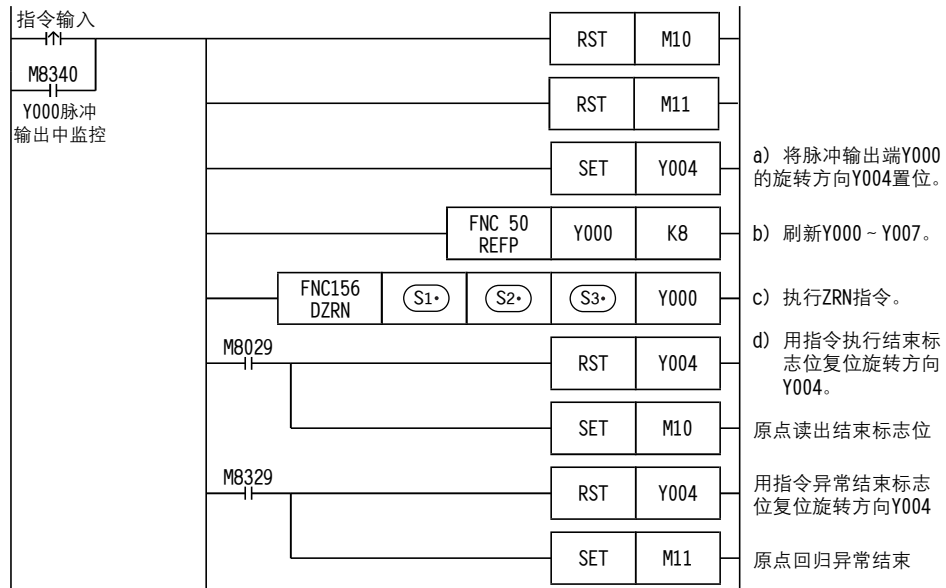 指令输入
RST M10
M8340
Y000脉冲
输出中监控
RST M11
SET Y004
a) 将脉冲输出端Y000
的旋转方向Y004置位。
FNC 50
REFP
Y000 K8
b) 刷新Y000~Y007。
FNC156
DZRN
S1• S2• S3• Y000
c) 执行ZRN指令。
M8029
RST Y004
d) 用指令执行结束标
志位复位旋转方向
Y004。
SET M10
原点读出结束标志位
M8329
RST Y004
用指令异常结束标志
位复位旋转方向Y004
SET M11
原点回归异常结束